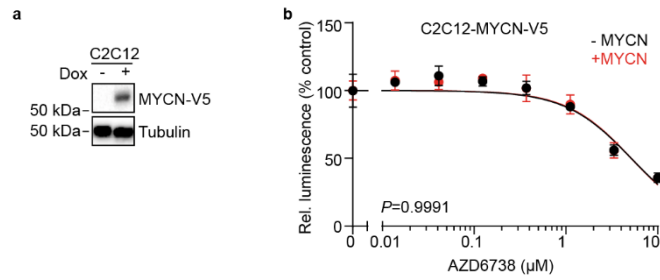 a
C2C12
Dox - +
MYCN-V5
50 kDa
50 kDa
Tubulin
b
C2C12-MYCN-V5
- MYCN
+MYCN
Rel. luminescence (% control)
150
100
50
0
P=0.9991
0 0.01 0.1 1 10
AZD6738 (µM)